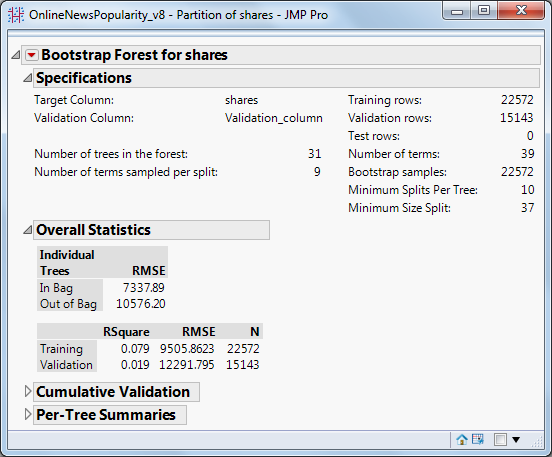 OnlineNewsPopularity_v8 - Partition of shares - JMP Pro
Bootstrap Forest for shares
Specifications
Target Column: shares Training rows: 22572
Validation Column: Validation_column Validation rows: 15143
Test rows: 0
Number of trees in the forest: 31 Number of terms: 39
Number of terms sampled per split: 9 Bootstrap samples: 22572
Minimum Splits Per Tree: 10
Minimum Size Split: 37
Overall Statistics
Individual
Trees RMSE
In Bag 7337.89
Out of Bag 10576.20
RSquare RMSE N
Training 0.079 9505.8623 22572
Validation 0.019 12291.795 15143
Cumulative Validation
Per-Tree Summaries